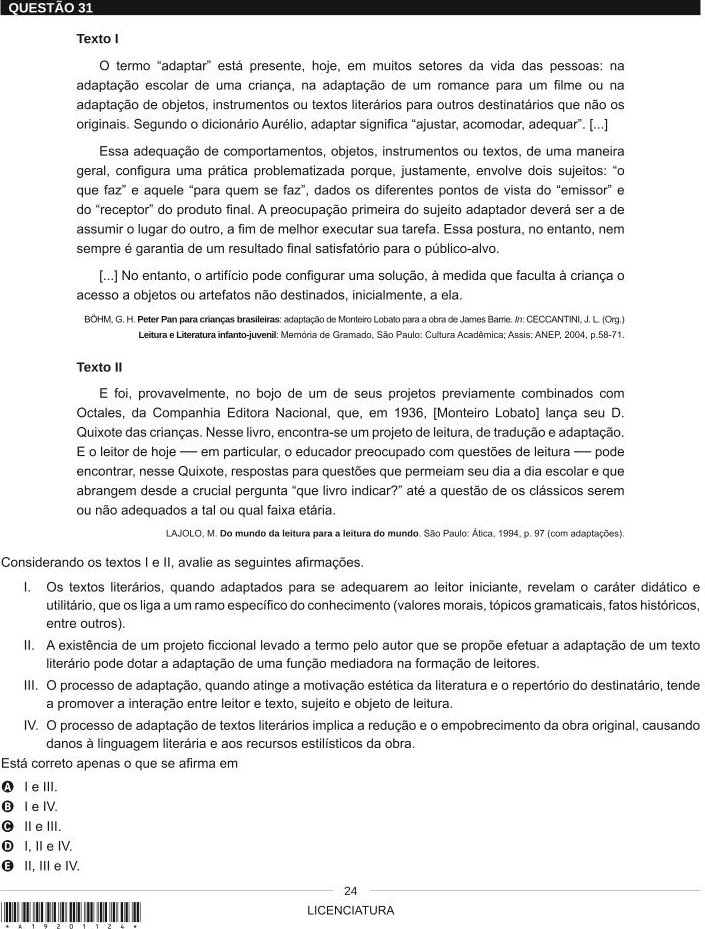 QUESTÃO 31
Texto I
O termo “adaptar” está presente, hoje, em muitos setores da vida das pessoas: na
adaptação escolar de uma criança, na adaptação de um romance para um filme ou na
adaptação de objetos, instrumentos ou textos literários para outros destinatários que não os
originais. Segundo o dicionário Aurélio, adaptar significa “ajustar, acomodar, adequar”. [...]
Essa adequação de comportamentos, objetos, instrumentos ou textos, de uma maneira
geral, configura uma prática problematizada porque, justamente, envolve dois sujeitos: “o
que faz” e aquele “para quem se faz”, dados os diferentes pontos de vista do “emissor” e
do “receptor” do produto final. A preocupação primeira do sujeito adaptador deverá ser a de
assumir o lugar do outro, a fim de melhor executar sua tarefa. Essa postura, no entanto, nem
sempre é garantia de um resultado final satisfatório para o público-alvo.
[...] No entanto, o artifício pode configurar uma solução, à medida que faculta à criança o
acesso a objetos ou artefatos não destinados, inicialmente, a ela.
BÖHM, G. H. Peter Pan para crianças brasileiras: adaptação de Monteiro Lobato para a obra de James Barrie. In: CECCANTINI, J. L. (Org.)
Leitura e Literatura infanto-juvenil: Memória de Gramado, São Paulo: Cultura Acadêmica; Assis: ANEP, 2004, p.58-71.
Texto II
E foi, provavelmente, no bojo de um de seus projetos previamente combinados com
Octales, da Companhia Editora Nacional, que, em 1936, [Monteiro Lobato] lança seu D.
Quixote das crianças. Nesse livro, encontra-se um projeto de leitura, de tradução e adaptação.
E o leitor de hoje — em particular, o educador preocupado com questões de leitura — pode
encontrar, nesse Quixote, respostas para questões que permeiam seu dia a dia escolar e que
abrangem desde a crucial pergunta “que livro indicar?” até a questão de os clássicos serem
ou não adequados a tal ou qual faixa etária.
LAJOLO, M. Do mundo da leitura para a leitura do mundo. São Paulo: Ática, 1994, p. 97 (com adaptações).
Considerando os textos I e II, avalie as seguintes afirmações.
I. Os textos literários, quando adaptados para se adequarem ao leitor iniciante, revelam o caráter didático e
utilitário, que os liga a um ramo específico do conhecimento (valores morais, tópicos gramaticais, fatos históricos,
entre outros).
II. A existência de um projeto ficcional levado a termo pelo autor que se propõe efetuar a adaptação de um texto
literário pode dotar a adaptação de uma função mediadora na formação de leitores.
III. O processo de adaptação, quando atinge a motivação estética da literatura e o repertório do destinatário, tende
a promover a interação entre leitor e texto, sujeito e objeto de leitura.
IV. O processo de adaptação de textos literários implica a redução e o empobrecimento da obra original, causando
danos à linguagem literária e aos recursos estilísticos da obra.
Está correto apenas o que se afirma em
A I e III.
B I e IV.
C II e III.
D I, II e IV.
E II, III e IV.
24
LICENCIATURA
* A 1 9 2 0 1 1 2 4 *